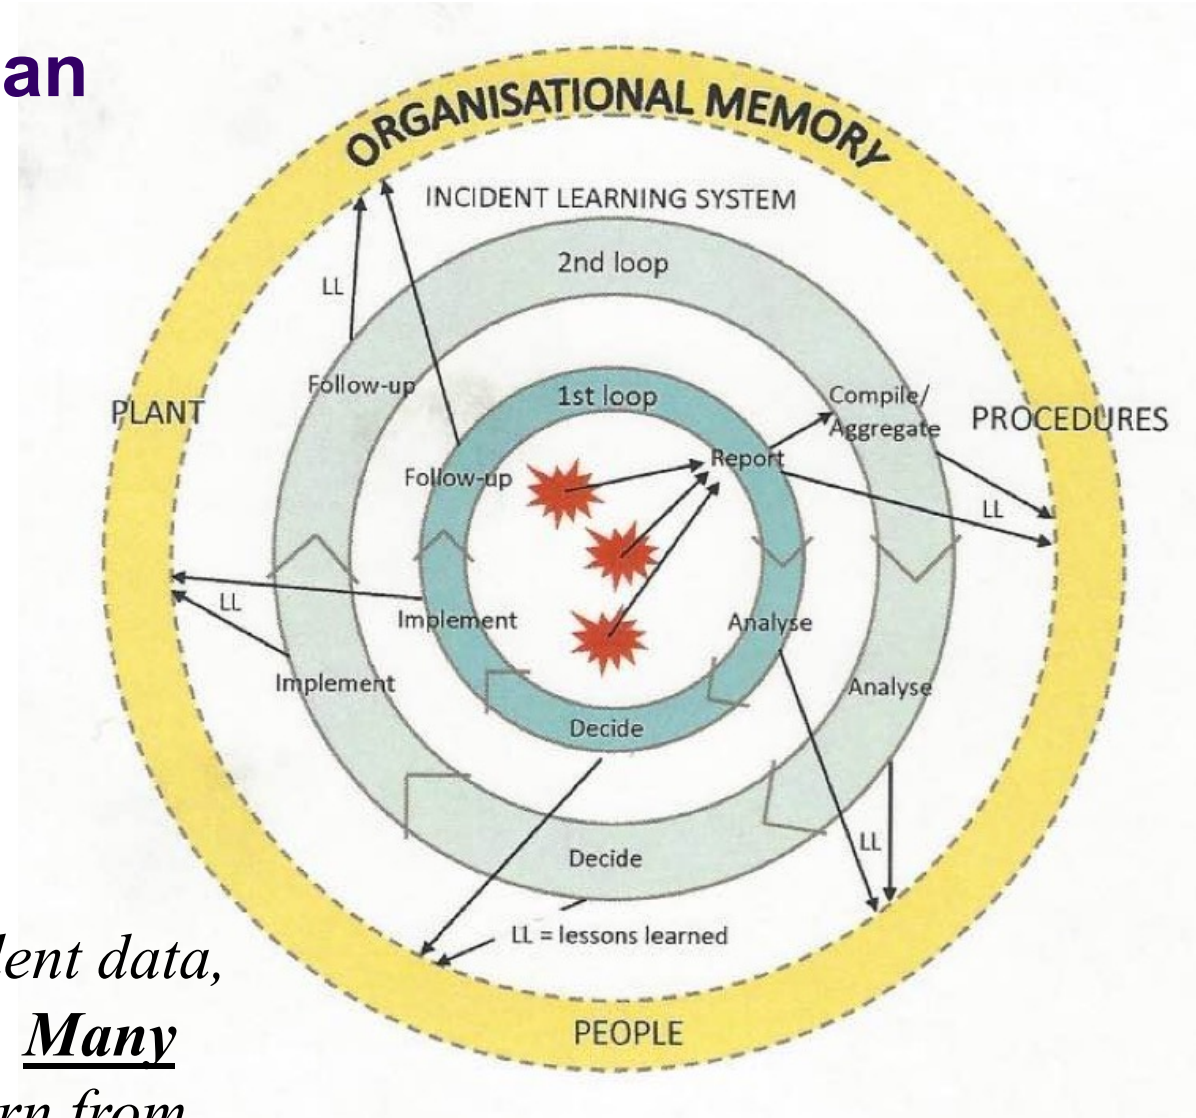 an
ORGANISATIONAL MEMORY
INCIDENT LEARNING SYSTEM
2nd loop
LL
Follow-up
1st loop
Compile/
Aggregate
PLANT
PROCEDURES
Report
Follow-up
LL
LL
Implement
Analyse
Implement
Analyse
Decide
LL
Decide
LL = lessons learned
data,
Many
from
PEOPLE